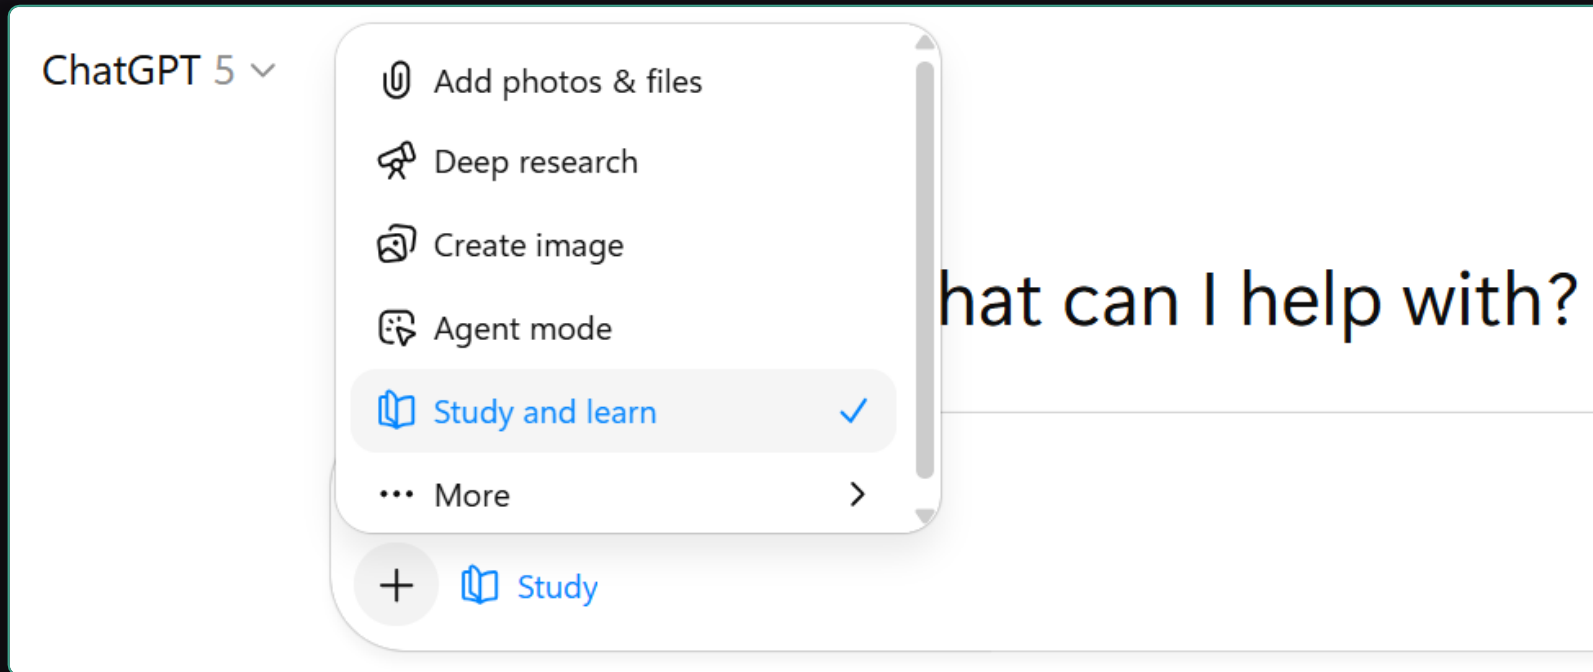 ChatGPT 5
Add photos & files
Deep research
Create image
Agent mode
Study and learn
More
hat can I help with?
Study